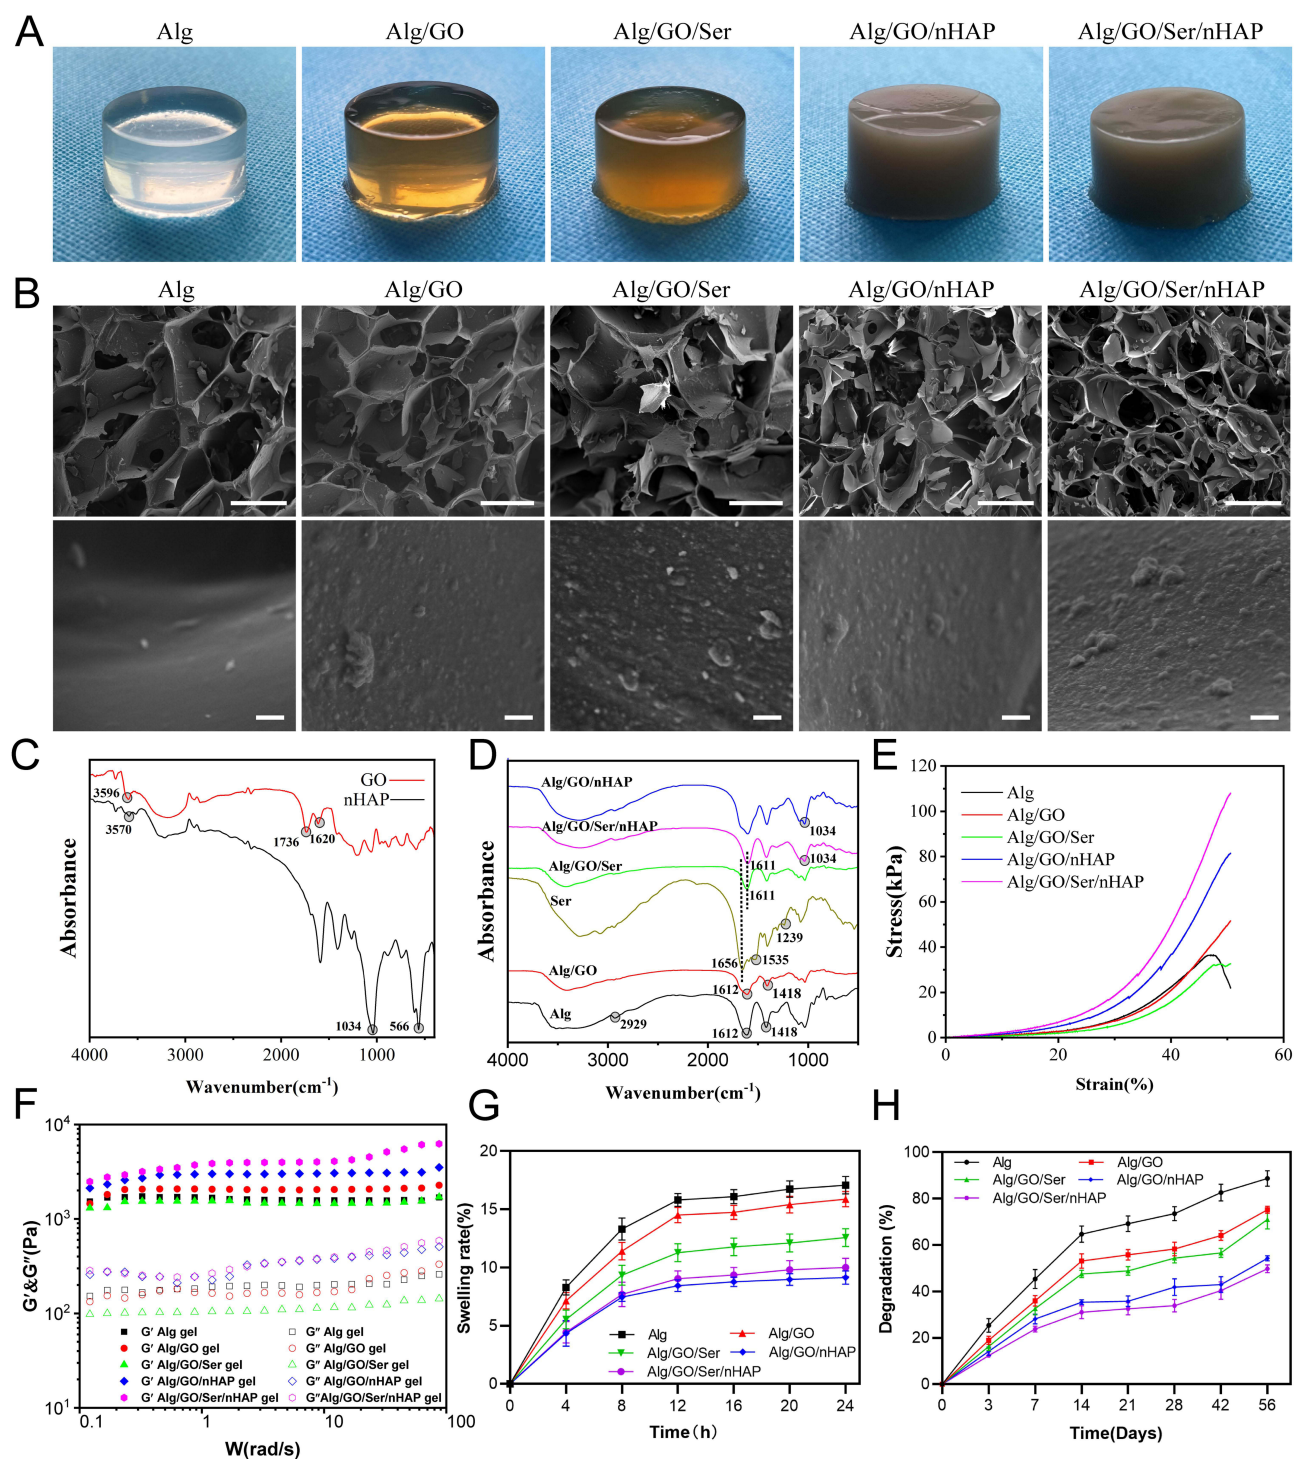 A
Alg
Alg/GO
Alg/GO/Ser
Alg/GO/nHAP
Alg/GO/Ser/nHAP
B
Alg
Alg/GO
Alg/GO/Ser
Alg/GO/nHAP
Alg/GO/Ser/nHAP
C
GO
nHAP
3596
3570
1736
1620
1034
566
Absorbance
4000
3000
2000
1000
Wavenumber(cm-1)
D
Alg/GO/nHAP
1034
Alg/GO/Ser/nHAP
1034
1611
Alg/GO/Ser
1611
Ser
1239
1656
1535
Alg/GO
1612
1418
Alg
2929
1612
1418
Absorbance
4000
3000
2000
1000
Wavenumber(cm-1)
E
120
100
80
60
40
20
0
Alg
Alg/GO
Alg/GO/Ser
Alg/GO/nHAP
Alg/GO/Ser/nHAP
Stress(kPa)
0
20
40
60
Strain(%)
F
10⁴
10³
10²
10¹
G′&G″(Pa)
G′ Alg gel
G″ Alg gel
G′ Alg/GO gel
G″ Alg/GO gel
G′ Alg/GO/Ser gel
G″ Alg/GO/Ser gel
G′ Alg/GO/nHAP gel
G″ Alg/GO/nHAP gel
G′ Alg/GO/Ser/nHAP gel
G″Alg/GO/Ser/nHAP gel
0.1
1
10
100
W(rad/s)
G
20
15
10
5
0
Swelling rate(%)
Alg
Alg/GO
Alg/GO/Ser
Alg/GO/nHAP
Alg/GO/Ser/nHAP
0
4
8
12
16
20
24
Time（h）
H
100
80
60
40
20
0
Degradation (%)
Alg
Alg/GO
Alg/GO/Ser
Alg/GO/nHAP
Alg/GO/Ser/nHAP
0
3
7
14
21
28
42
56
Time(Days)